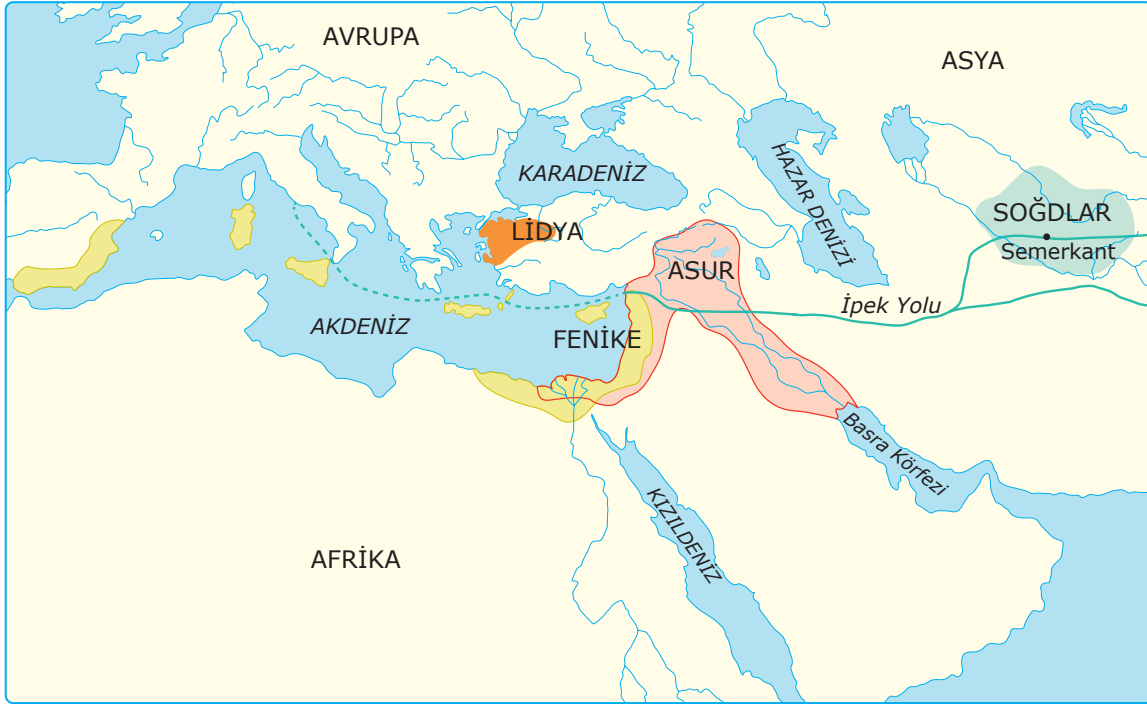 AVRUPA
ASYA
KARADENİZ
HAZAR DENİZİ
SOĞDLAR
Semerkant
LİDYA
ASUR
İpek Yolu
AKDENİZ
FENİKE
Basra Körfezi
KIZILDENİZ
AFRİKA